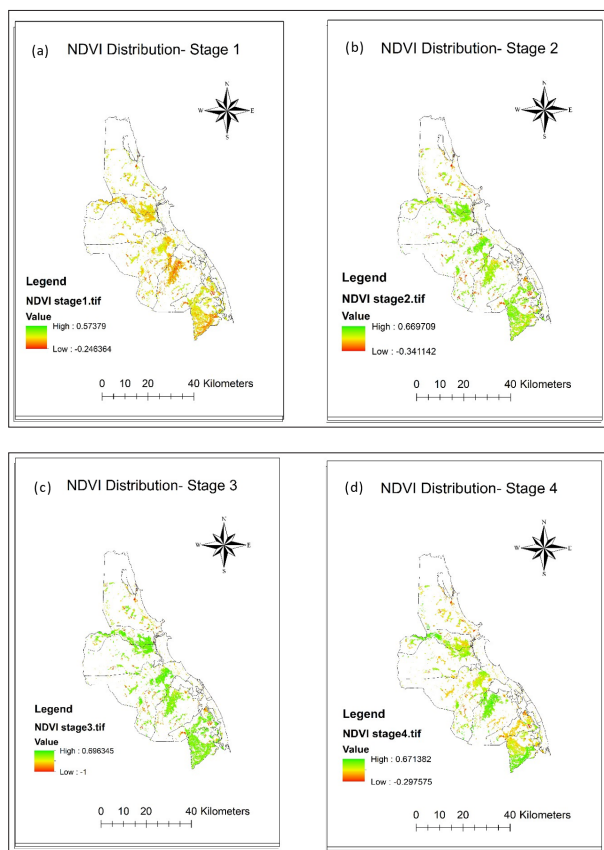 (a) NDVI Distribution- Stage 1
N
W E
S
Legend
NDVI stage1.tif
Value
High : 0.57379
Low : -0.246364
0 10 20 40 Kilometers
(b) NDVI Distribution- Stage 2
N
W E
S
Legend
NDVI stage2.tif
Value
High : 0.669709
Low : -0.341142
0 10 20 40 Kilometers
(c) NDVI Distribution- Stage 3
N
W E
S
Legend
NDVI stage3.tif
Value
High : 0.696345
Low : -1
0 10 20 40 Kilometers
(d) NDVI Distribution- Stage 4
N
W E
S
Legend
NDVI stage4.tif
Value
High : 0.671382
Low : -0.297575
0 10 20 40 Kilometers